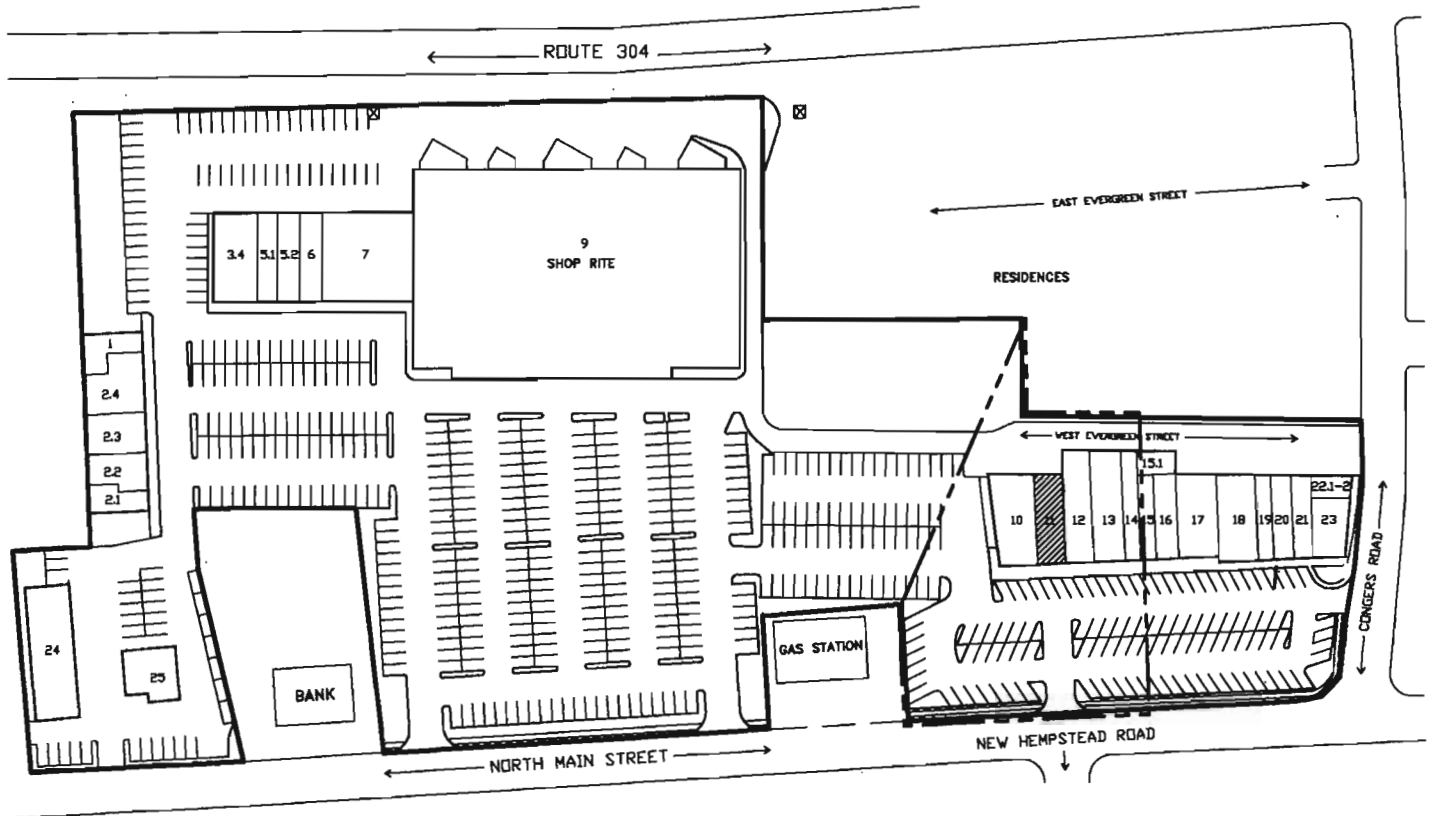 ROUTE 304
EAST EVERGREEN STREET
3.4 5.1 5.2 6 7
9
SHOP RITE
RESIDENCES
1
2.4
2.3
2.2
2.1
WEST EVERGREEN STREET
15.1
22.1-2
10 11 12 13 14 15 16 17 18 19 20 21 23
CONGERS ROAD
24
25
BANK
GAS STATION
NORTH MAIN STREET
NEW HEMPSTEAD ROAD